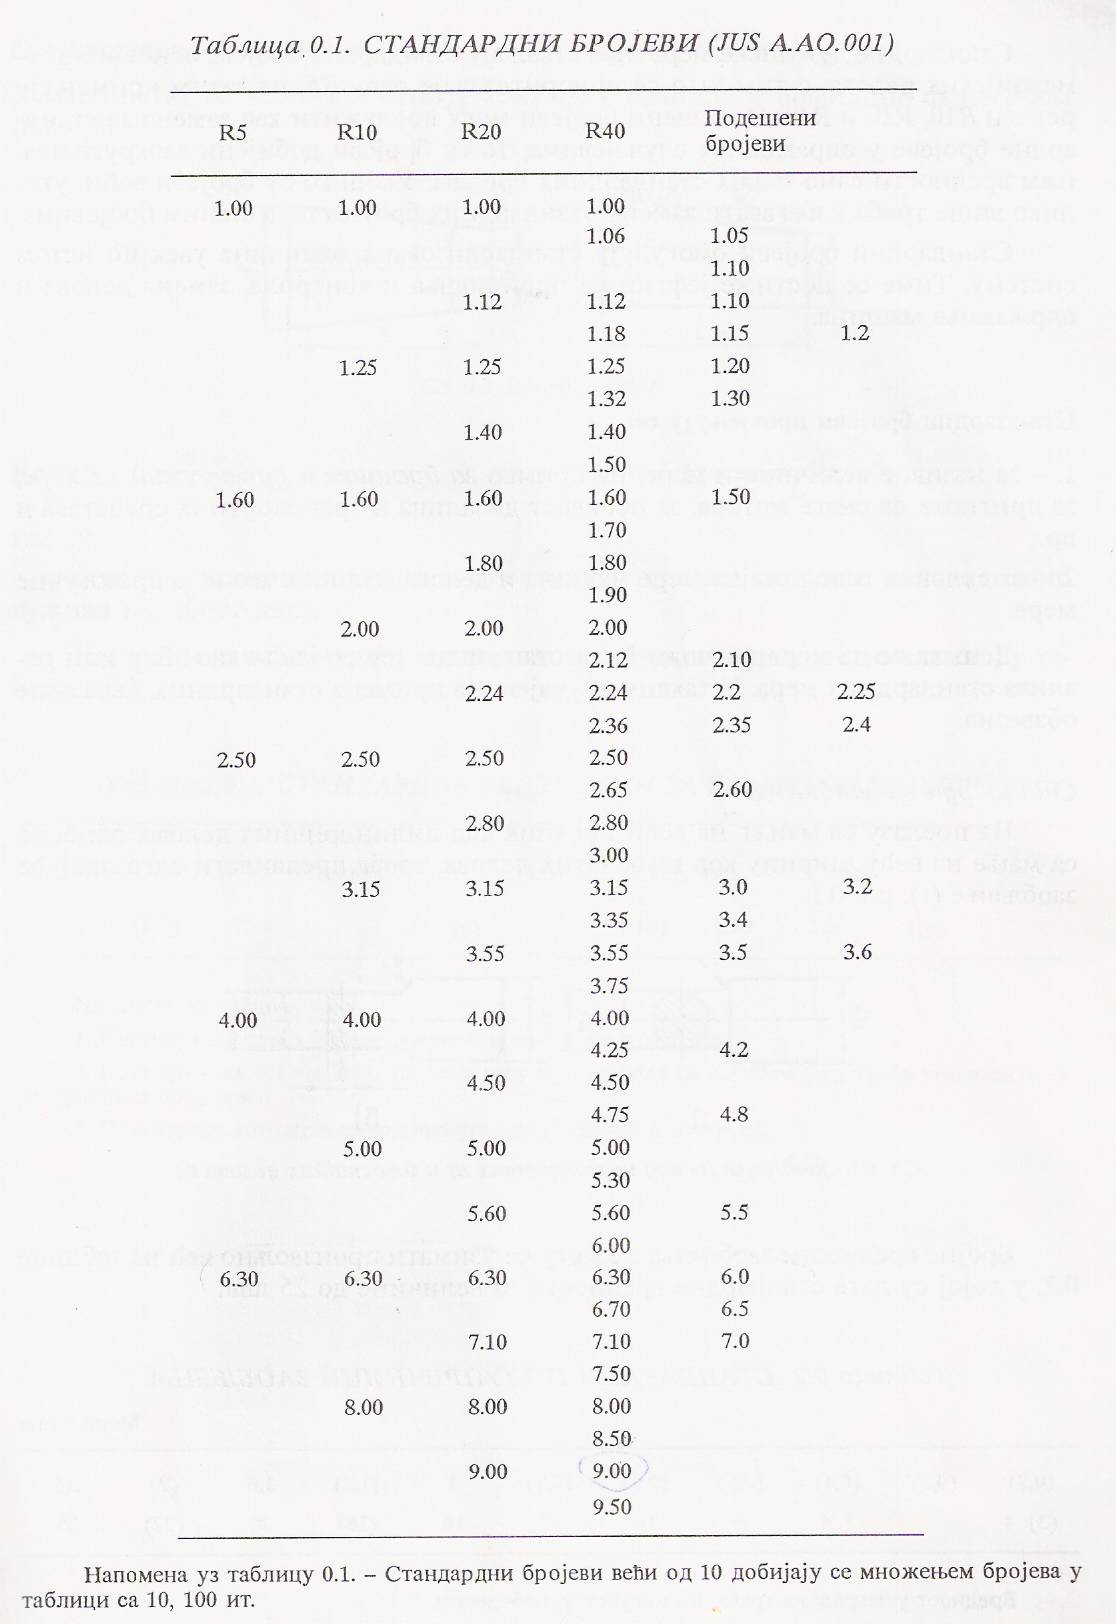 Таблица 0.1. СТАНДАРДНИ БРОЈЕВИ (JUS A.AO.001)
R5 R10 R20 R40 Подешени бројеви
1.00 1.00 1.00 1.00
1.06 1.05
1.10
1.12 1.12 1.10
1.18 1.15 1.2
1.25 1.25 1.25 1.20
1.32 1.30
1.40 1.40
1.50
1.60 1.60 1.60 1.60 1.50
1.70
1.80 1.80
1.90
2.00 2.00 2.00
2.12 2.10
2.24 2.24 2.2 2.25
2.36 2.35 2.4
2.50 2.50 2.50 2.50
2.65 2.60
2.80 2.80
3.00
3.15 3.15 3.15 3.0 3.2
3.35 3.4
3.55 3.55 3.5 3.6
3.75
4.00 4.00 4.00 4.00
4.25 4.2
4.50 4.50
4.75 4.8
5.00 5.00 5.00
5.30
5.60 5.60 5.5
6.00
6.30 6.30 6.30 6.30 6.0
6.70 6.5
7.10 7.10 7.0
7.50
8.00 8.00 8.00
8.50
9.00 9.00
9.50
Напомена уз таблицу 0.1. – Стандардни бројеви већи од 10 добијају се множењем бројева у
таблици са 10, 100 ит.